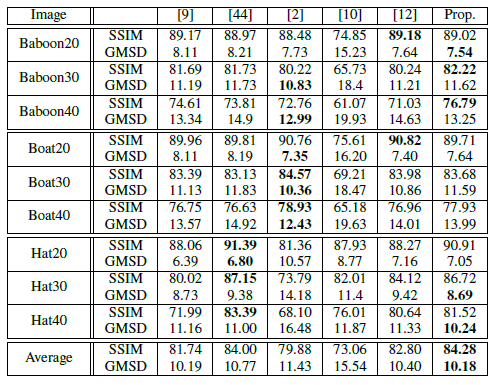 Image [9] [44] [2] [10] [12] Prop.
Baboon20 SSIM 89.17 88.97 88.48 74.85 89.18 89.02
GMSD 8.11 8.21 7.73 15.23 7.64 7.54
Baboon30 SSIM 81.69 81.73 80.22 65.73 80.24 82.22
GMSD 11.19 11.73 10.83 18.4 11.21 11.62
Baboon40 SSIM 74.61 73.81 72.76 61.07 71.03 76.79
GMSD 13.34 14.9 12.99 19.93 14.63 13.25
Boat20 SSIM 89.96 89.81 90.76 75.61 90.82 89.71
GMSD 8.11 8.19 7.35 16.20 7.40 7.64
Boat30 SSIM 83.39 83.13 84.57 69.21 83.98 83.68
GMSD 11.13 11.83 10.36 18.47 10.86 11.59
Boat40 SSIM 76.75 76.63 78.93 65.18 76.96 77.93
GMSD 13.57 14.92 12.43 19.63 14.01 13.99
Hat20 SSIM 88.06 91.39 81.36 87.93 88.27 90.91
GMSD 6.39 6.80 10.57 8.77 7.16 7.05
Hat30 SSIM 80.02 87.15 73.79 82.01 84.12 86.72
GMSD 8.73 9.38 14.18 11.4 9.42 8.69
Hat40 SSIM 71.99 83.39 68.10 76.01 80.64 81.52
GMSD 11.16 11.00 16.48 11.87 11.33 10.24
Average SSIM 81.74 84.00 79.88 73.06 82.80 84.28
GMSD 10.19 10.77 11.43 15.54 10.40 10.18